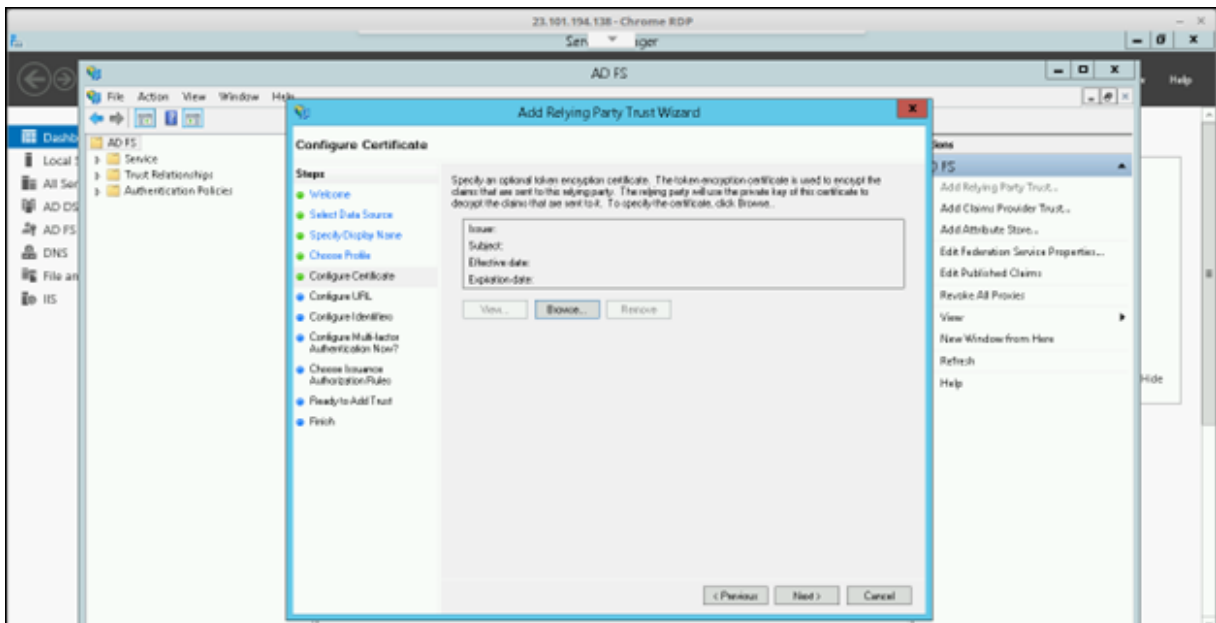 23.101.194.138 - Chrome RDP
AD FS
File Action View Window Help
Add Relying Party Trust Wizard
Configure Certificate
Steps
Welcome
Select Data Source
Specify Display Name
Choose Profile
Configure Certificate
Configure URL
Configure Identifiers
Configure Multi-factor
Authentication Now?
Choose Issuance
Authorization Rules
Ready to Add Trust
Finish
Specify an optional token encryption certificate. The token encryption certificate is used to encrypt the
claims that are sent to this relying party. The relying party will use the private key of this certificate to
decrypt the claims that are sent to it. To specify the certificate, click Browse...
Issuer:
Subject:
Effective date:
Expiration date:
View... Browse... Remove
< Previous Next > Cancel
AD FS
Service
Trust Relationships
Authentication Policies
Dashb
Local S
All Ser
AD DS
AD FS
DNS
File an
IIS
Help
Add Relying Party Trust...
Add Claims Provider Trust...
Add Attribute Store...
Edit Federation Service Properties...
Edit Published Claims
Revoke All Proxies
View
New Window from Here
Refresh
Help
Hide